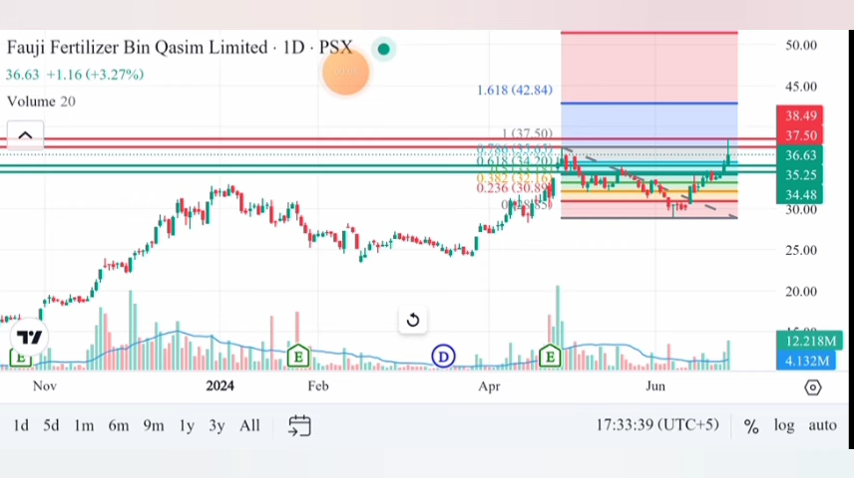 Fauji Fertilizer Bin Qasim Limited · 1D · PSX
36.63 +1.16 (+3.27%)
Volume 20
50.00
45.00
1.618 (42.84)
38.49
1 (37.50)
37.50
36.63
0.618 (34.20)
35.25
0.236 (30.89)
34.48
30.00
25.00
20.00
12.218M
4.132M
E
E
D
E
Nov
2024
Feb
Apr
Jun
1d 5d 1m 6m 9m 1y 3y All
17:33:39 (UTC+5)
% log auto